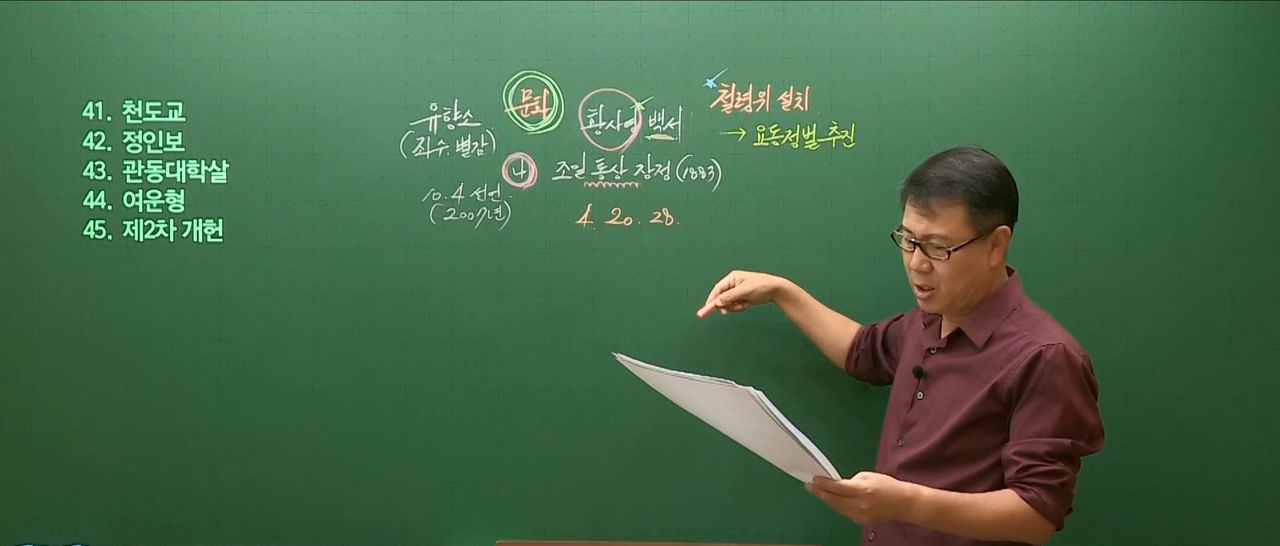 41. 천도교
42. 정인보
43. 관동대학살
44. 여운형
45. 제2차 개헌
유향소
(좌수.별감)
10.4 선언.
(2007년)
문화
나
황사영 백서
조일 통상 장정(1883)
4. 20. 28.
철령위 설치
→ 요동정벌 추진